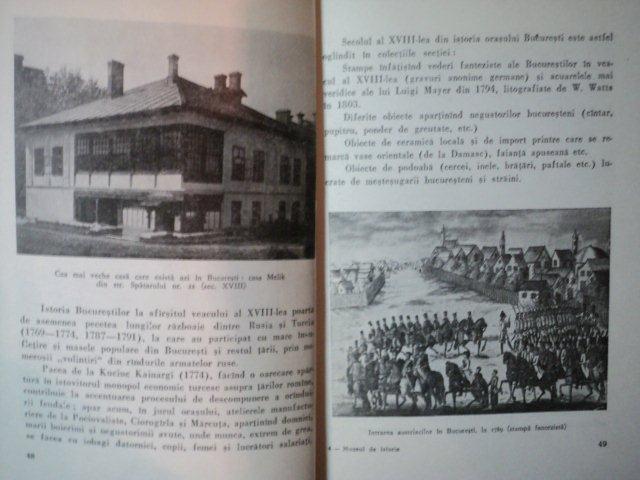 Cea mai veche casă care există azi în București: casa Melik
din str. Spătarului nr. 22 (sec. XVIII)
Istoria Bucureștilor la sfîrșitul veacului al XVIII-lea poartă
de asemenea pecetea lungilor războaie dintre Rusia și Turcia
(1769—1774, 1787—1791), la care au participat cu mare însu-
flețire și masele populare din București și restul țării, prin nu-
meroșii „volintiri” din rîndurile armatelor ruse.
Pacea de la Kuciuc Kainargi (1774), făcînd o oarecare spăr-
tură în istovitorul monopol economic turcesc asupra țărilor romîne,
contribuie la accentuarea procesului de descompunere a orîndui-
rii feudale; apar acum, în jurul orașului, atelierele manufactu-
riere de la Pociovaliste, Ciorogîrla și Mărcuța, aparținînd domniei,
marii boierimi și negustorimii avute, unde munca, extrem de grea,
se făcea cu iobagi datornici, copii, femei și lucrători salariați,
48
Secolul al XVIII-lea din istoria orașului București este astfel
oglindit în colecțiile secției:
Stampe înfățișînd vederi fanteziste ale Bucureștilor în vea-
cul al XVIII-lea (gravuri anonime germane) și acuarelele mai
veridice ale lui Luigi Mayer din 1794, litografiate de W. Watts
în 1803.
Diferite obiecte aparținînd negustorilor bucureșteni (cîntar,
pupitru, ponder de greutate, etc.)
Obiecte de ceramică locală și de import printre care se re-
marcă vase orientale (de la Damasc), faianță apuseană etc.
Obiecte de podoabă (cercei, inele, brățări, paftale etc.) lu-
crate de meșteșugarii bucureșteni și străini.
Intrarea austriecilor în București, la 1789 (stampă fantezistă)
4 — Muzeul de istorie
49